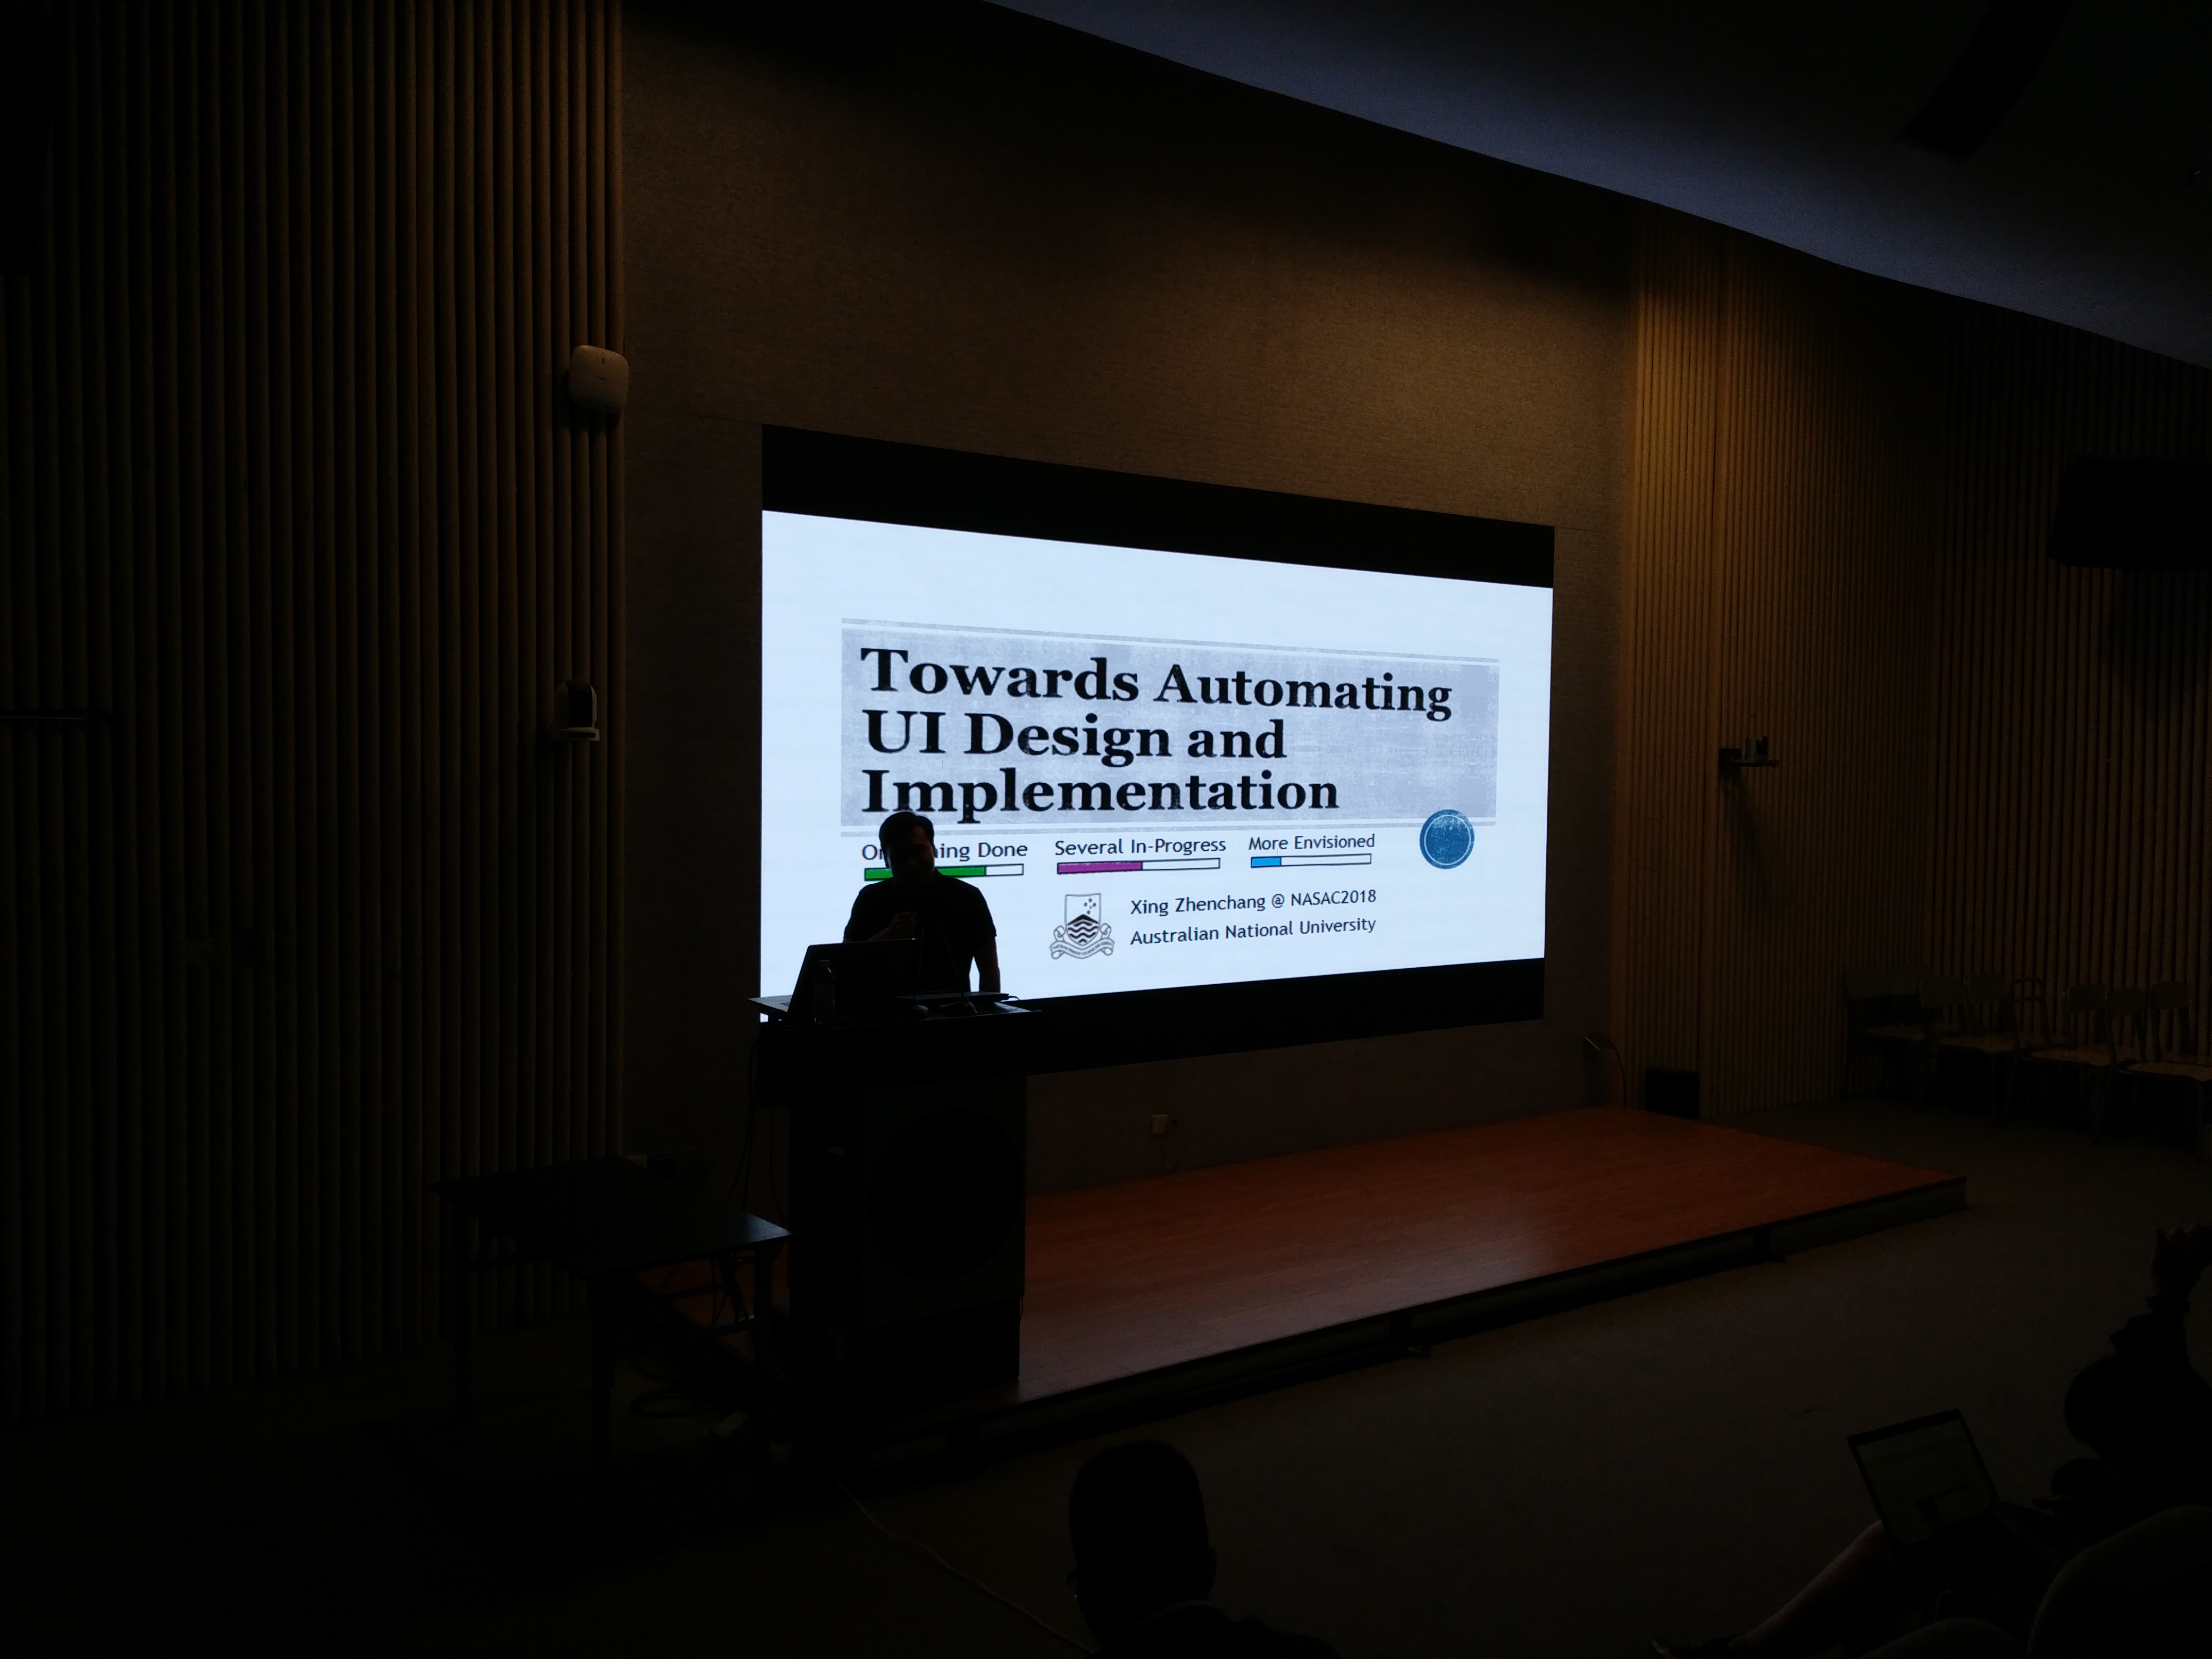 Towards Automating
UI Design and
Implementation
Done
Several In-Progress
More Envisioned
Xing Zhenchang @ NASAC2018
Australian National University